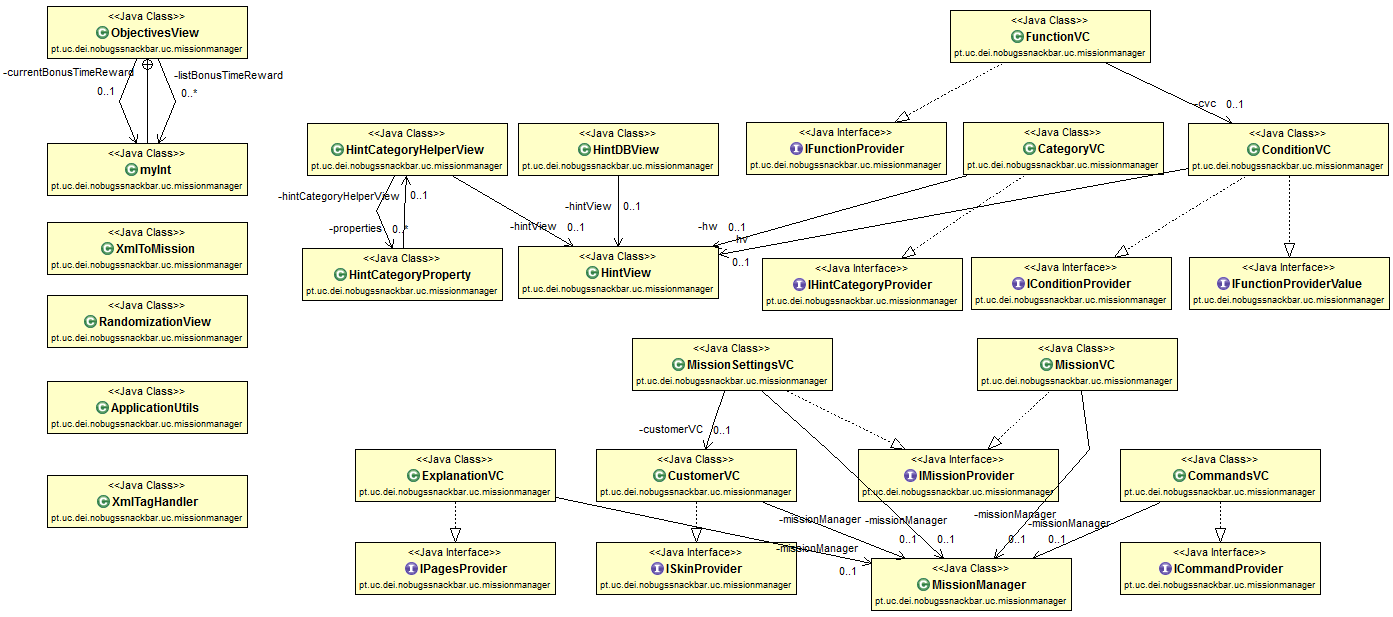 <<Java Class>>
ObjectivesView
pt.uc.dei.nobugssnackbar.uc.missionmanager
-currentBonusTimeReward
0..1
-listBonusTimeReward
0..*
<<Java Class>>
myInt
pt.uc.dei.nobugssnackbar.uc.missionmanager
<<Java Class>>
XmlToMission
pt.uc.dei.nobugssnackbar.uc.missionmanager
<<Java Class>>
RandomizationView
pt.uc.dei.nobugssnackbar.uc.missionmanager
<<Java Class>>
ApplicationUtils
pt.uc.dei.nobugssnackbar.uc.missionmanager
<<Java Class>>
XmlTagHandler
pt.uc.dei.nobugssnackbar.uc.missionmanager
<<Java Class>>
FunctionVC
pt.uc.dei.nobugssnackbar.uc.missionmanager
-cvc 0..1
<<Java Class>>
HintCategoryHelperView
pt.uc.dei.nobugssnackbar.uc.missionmanager
<<Java Class>>
HintDBView
pt.uc.dei.nobugssnackbar.uc.missionmanager
<<Java Interface>>
IFunctionProvider
pt.uc.dei.nobugssnackbar.uc.missionmanager
<<Java Class>>
CategoryVC
pt.uc.dei.nobugssnackbar.uc.missionmanager
<<Java Class>>
ConditionVC
pt.uc.dei.nobugssnackbar.uc.missionmanager
-hintCategoryHelperView 0..1
-properties 0..*
-hintView 0..1
-hintView 0..1
-hw 0..1
-hv
0..1
<<Java Class>>
HintCategoryProperty
pt.uc.dei.nobugssnackbar.uc.missionmanager
<<Java Class>>
HintView
pt.uc.dei.nobugssnackbar.uc.missionmanager
<<Java Interface>>
IHintCategoryProvider
pt.uc.dei.nobugssnackbar.uc.missionmanager
<<Java Interface>>
IConditionProvider
pt.uc.dei.nobugssnackbar.uc.missionmanager
<<Java Interface>>
IFunctionProviderValue
pt.uc.dei.nobugssnackbar.uc.missionmanager
<<Java Class>>
MissionSettingsVC
pt.uc.dei.nobugssnackbar.uc.missionmanager
<<Java Class>>
MissionVC
pt.uc.dei.nobugssnackbar.uc.missionmanager
-customerVC 0..1
<<Java Class>>
ExplanationVC
pt.uc.dei.nobugssnackbar.uc.missionmanager
<<Java Class>>
CustomerVC
pt.uc.dei.nobugssnackbar.uc.missionmanager
<<Java Interface>>
IMissionProvider
pt.uc.dei.nobugssnackbar.uc.missionmanager
<<Java Class>>
CommandsVC
pt.uc.dei.nobugssnackbar.uc.missionmanager
-missionManager
0..1
-missionManager
0..1
-missionManager
0..1
-missionManager
0..1
-missionManager
0..1
<<Java Interface>>
IPagesProvider
pt.uc.dei.nobugssnackbar.uc.missionmanager
<<Java Interface>>
ISkinProvider
pt.uc.dei.nobugssnackbar.uc.missionmanager
<<Java Class>>
MissionManager
pt.uc.dei.nobugssnackbar.uc.missionmanager
<<Java Interface>>
ICommandProvider
pt.uc.dei.nobugssnackbar.uc.missionmanager